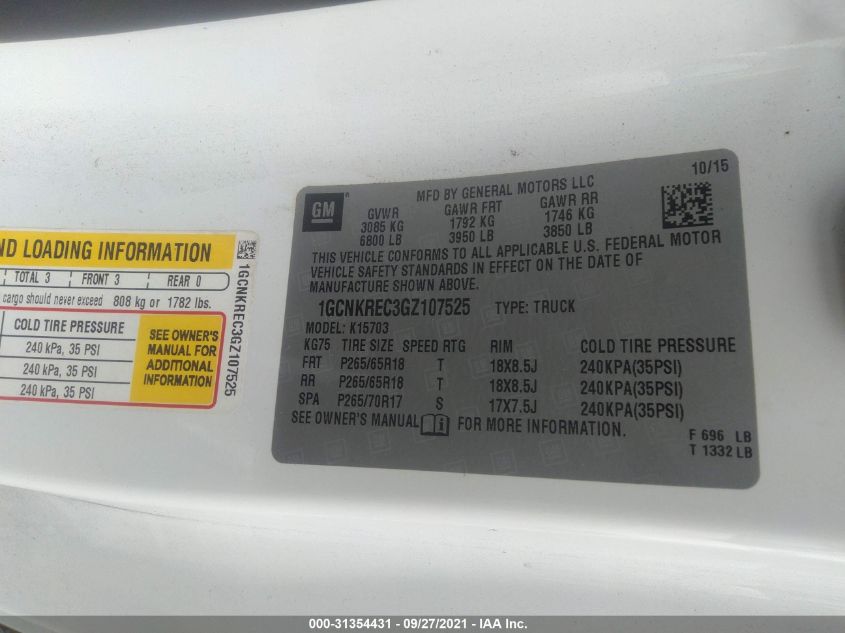 ND LOADING INFORMATION
TOTAL 3 FRONT 3 REAR 0
cargo should never exceed 808 kg or 1782 lbs.
COLD TIRE PRESSURE
240 kPa, 35 PSI
240 kPa, 35 PSI
240 kPa, 35 PSI
SEE OWNER'S
MANUAL FOR
ADDITIONAL
INFORMATION
1GCNKREC3GZ107525
GM
MFD BY GENERAL MOTORS LLC
10/15
GVWR GAWR FRT GAWR RR
3085 KG 1792 KG 1746 KG
6800 LB 3950 LB 3850 LB
THIS VEHICLE CONFORMS TO ALL APPLICABLE U.S. FEDERAL MOTOR
VEHICLE SAFETY STANDARDS IN EFFECT ON THE DATE OF
MANUFACTURE SHOWN ABOVE.
1GCNKREC3GZ107525 TYPE: TRUCK
MODEL: K15703
KG75 TIRE SIZE SPEED RTG RIM COLD TIRE PRESSURE
FRT P265/65R18 T 18X8.5J 240KPA(35PSI)
RR P265/65R18 T 18X8.5J 240KPA(35PSI)
SPA P265/70R17 S 17X7.5J 240KPA(35PSI)
SEE OWNER'S MANUAL FOR MORE INFORMATION.
F 696 LB
T 1332 LB
000-31354431 - 09/27/2021 - IAA Inc.